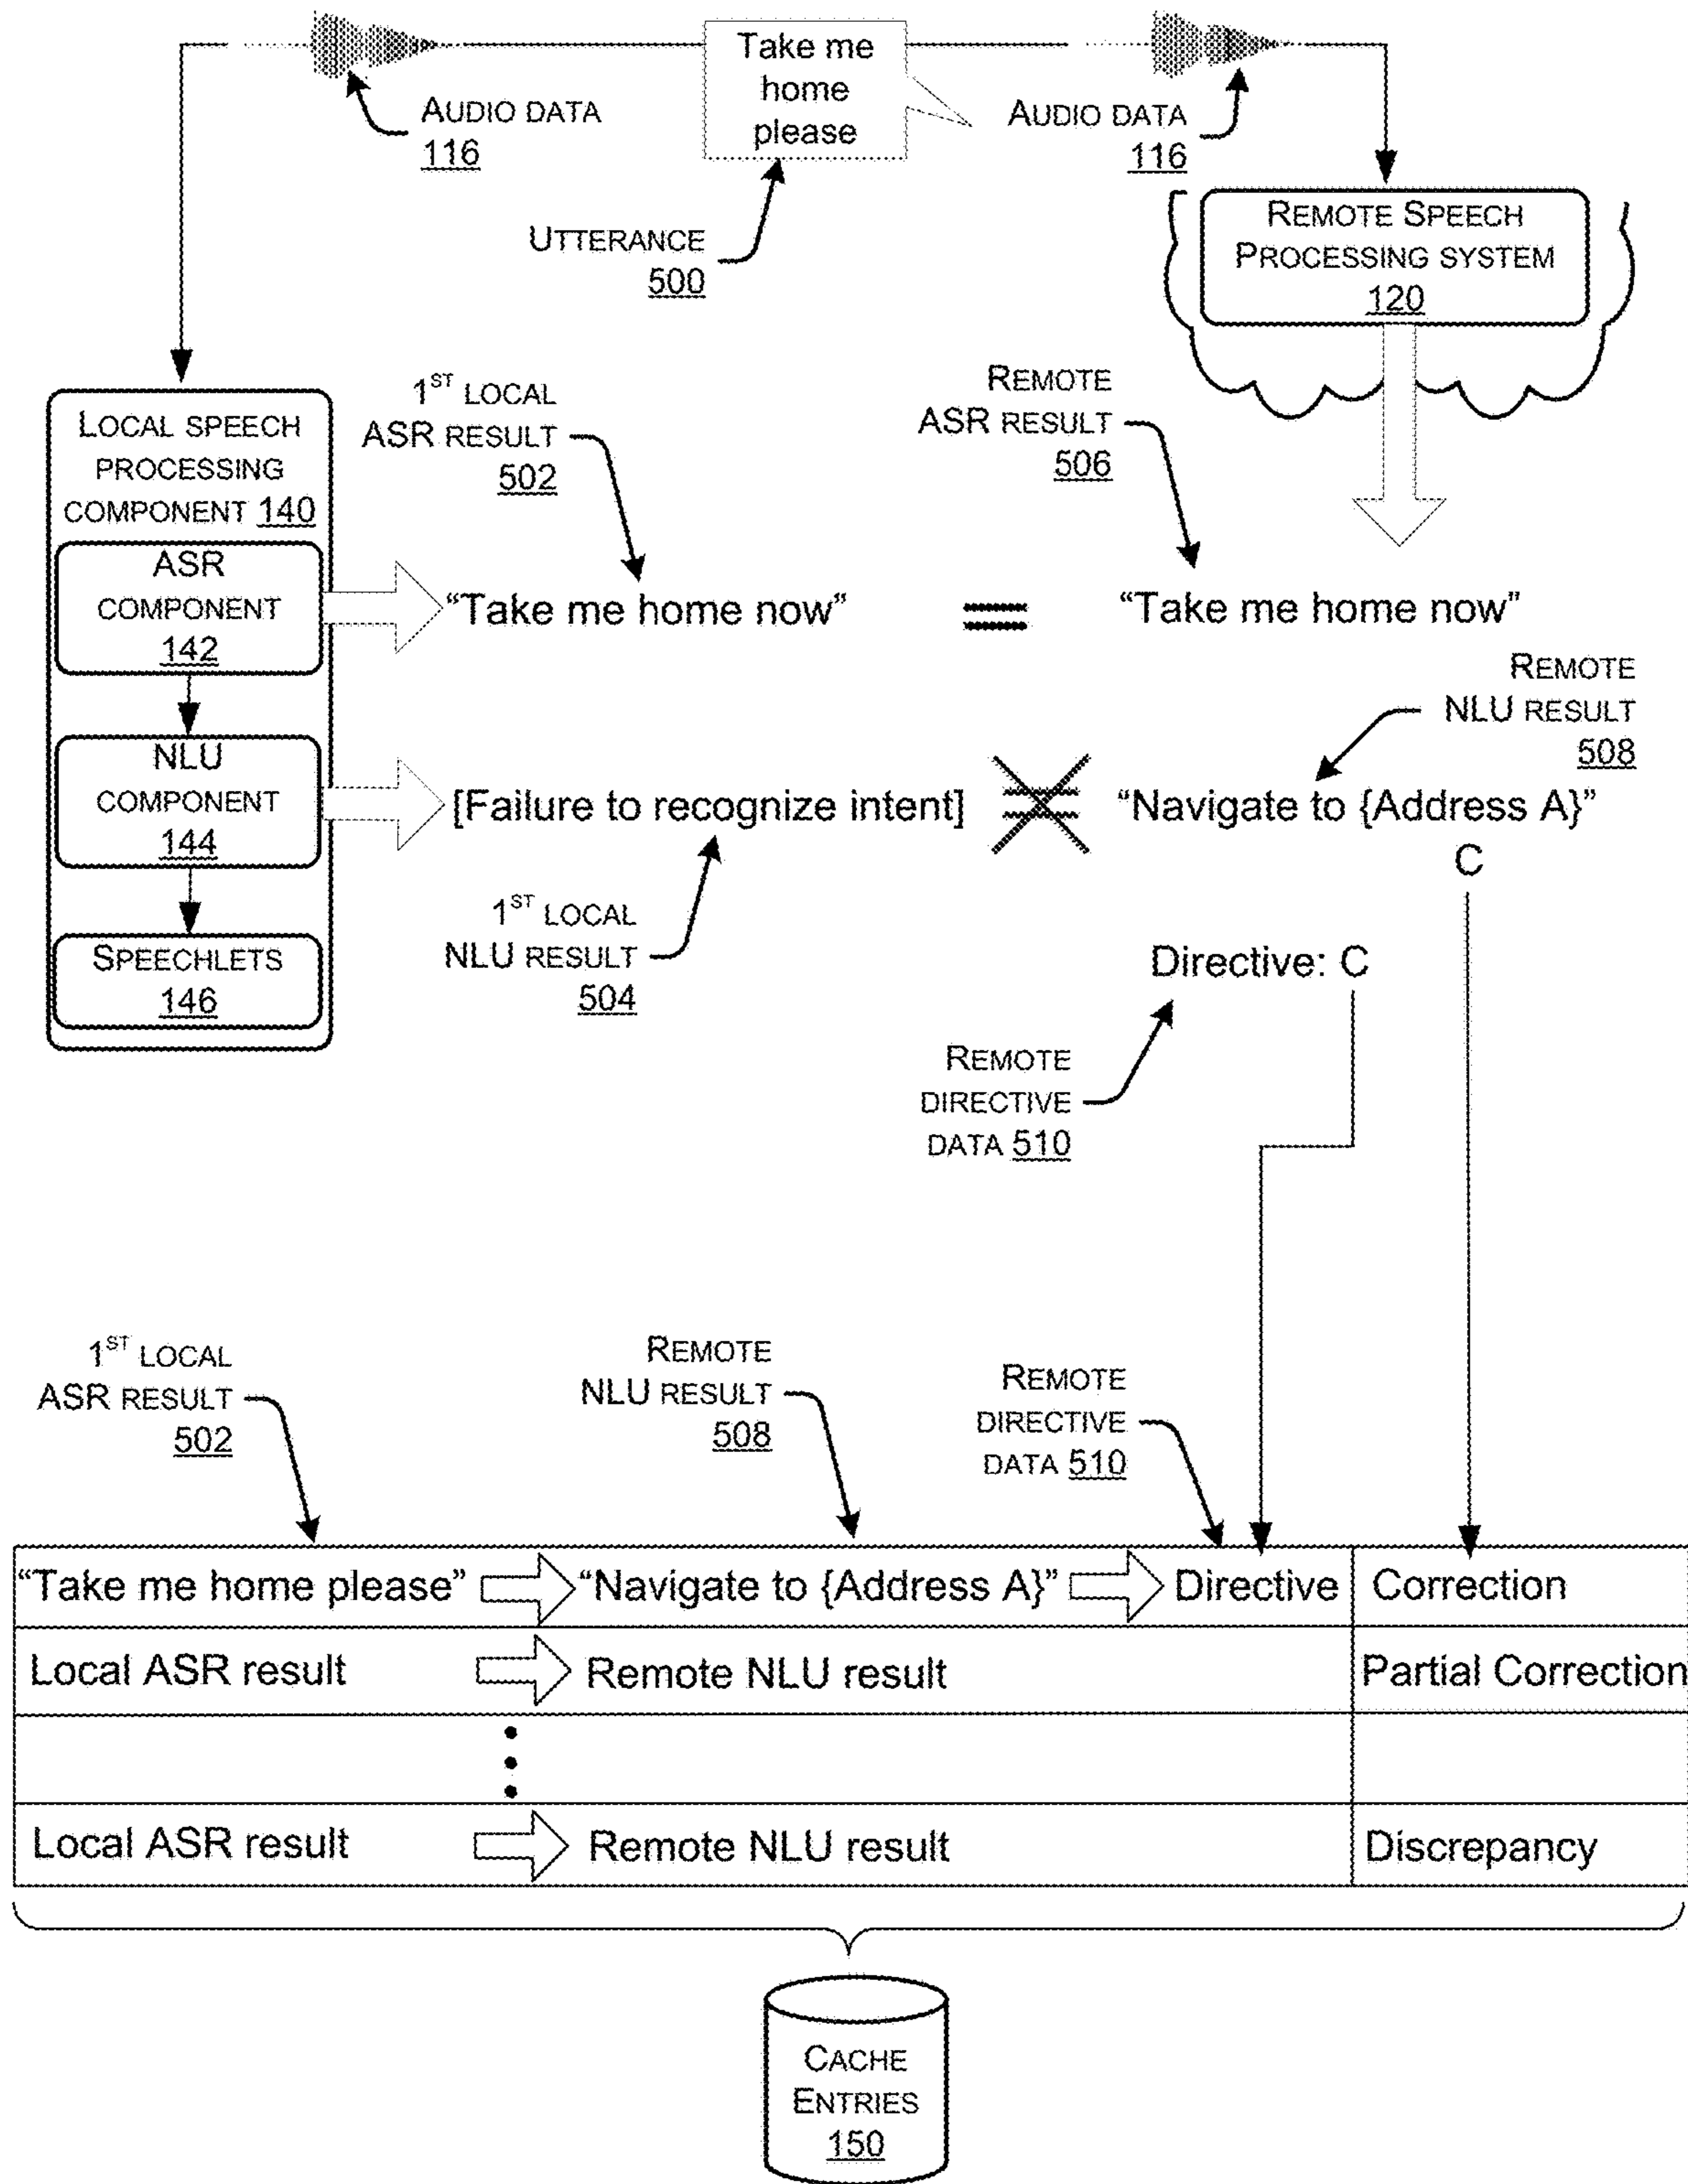 Take me
home
please
AUDIO DATA
116
AUDIO DATA
116
UTTERANCE
500
REMOTE SPEECH
PROCESSING SYSTEM
120
LOCAL SPEECH
PROCESSING
COMPONENT 140
ASR
COMPONENT
142
NLU
COMPONENT
144
SPEECHLETS
146
1ST LOCAL
ASR RESULT
502
REMOTE
ASR RESULT
506
“Take me home now”
=
“Take me home now”
REMOTE
NLU RESULT
508
[Failure to recognize intent]
“Navigate to {Address A}”
C
1ST LOCAL
NLU RESULT
504
Directive: C
REMOTE
DIRECTIVE
DATA 510
1ST LOCAL
ASR RESULT
502
REMOTE
NLU RESULT
508
REMOTE
DIRECTIVE
DATA 510
“Take me home please” “Navigate to {Address A}” Directive Correction
Local ASR result Remote NLU result Partial Correction
Local ASR result Remote NLU result Discrepancy
CACHE
ENTRIES
150